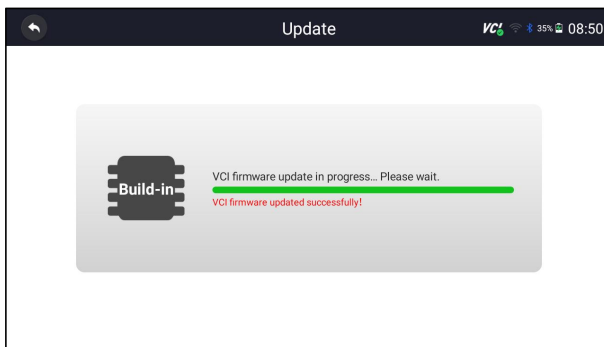 Update
VCI 35% 08:50
VCI firmware update in progress... Please wait.
Build-in
VCI firmware updated successfully!